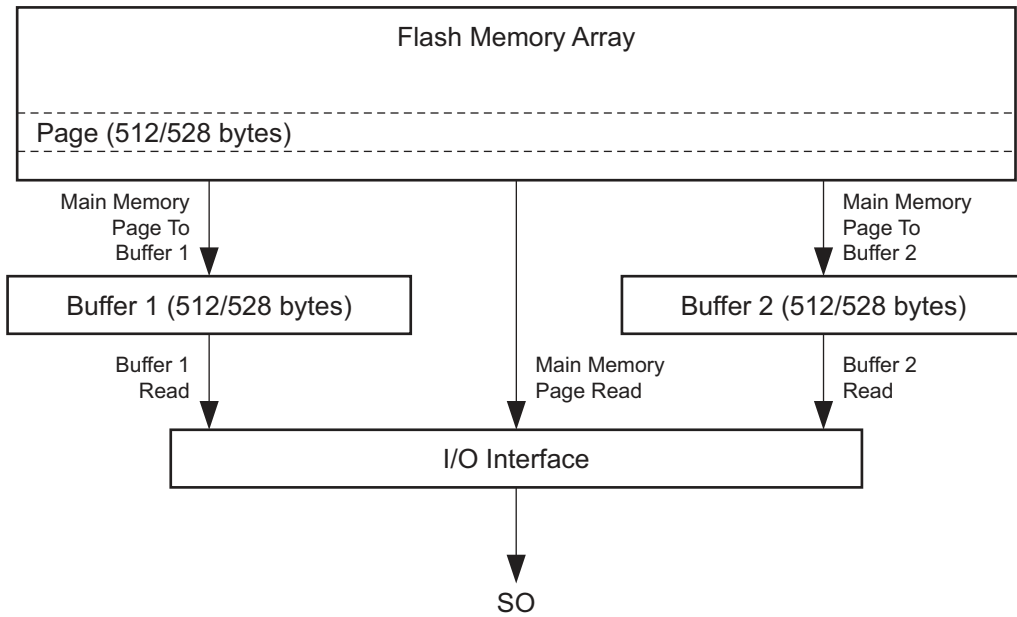 Flash Memory Array
Page (512/528 bytes)
Main Memory
Page To
Buffer 1
Main Memory
Page To
Buffer 2
Buffer 1 (512/528 bytes)
Buffer 2 (512/528 bytes)
Buffer 1
Read
Main Memory
Page Read
Buffer 2
Read
I/O Interface
SO